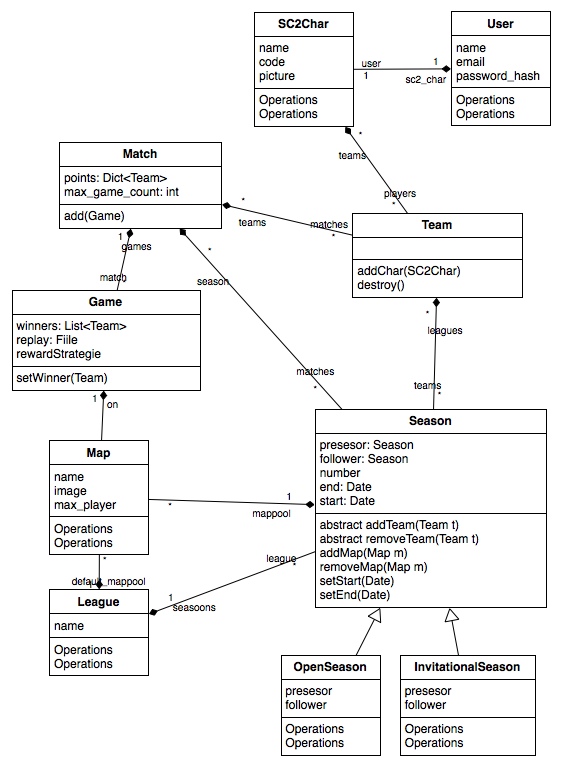 SC2Char
name
code
picture
Operations
Operations
User
name
email
password_hash
Operations
Operations
user
1
1
sc2_char
*
teams
players
*
Match
points: Dict<Team>
max_game_count: int
add(Game)
*
teams
matches
*
Team
addChar(SC2Char)
destroy()
1
games
match
*
season
matches
*
*
leagues
teams
*
Game
winners: List<Team>
replay: Fiile
rewardStrategie
setWinner(Team)
1
on
Map
name
image
max_player
Operations
Operations
*
1
mappool
Season
presesor: Season
follower: Season
number
end: Date
start: Date
abstract addTeam(Team t)
abstract removeTeam(Team t)
addMap(Map m)
removeMap(Map m)
setStart(Date)
setEnd(Date)
*
default_mappool
1
league
*
1
seasoons
League
name
Operations
Operations
OpenSeason
presesor
follower
Operations
Operations
InvitationalSeason
presesor
follower
Operations
Operations